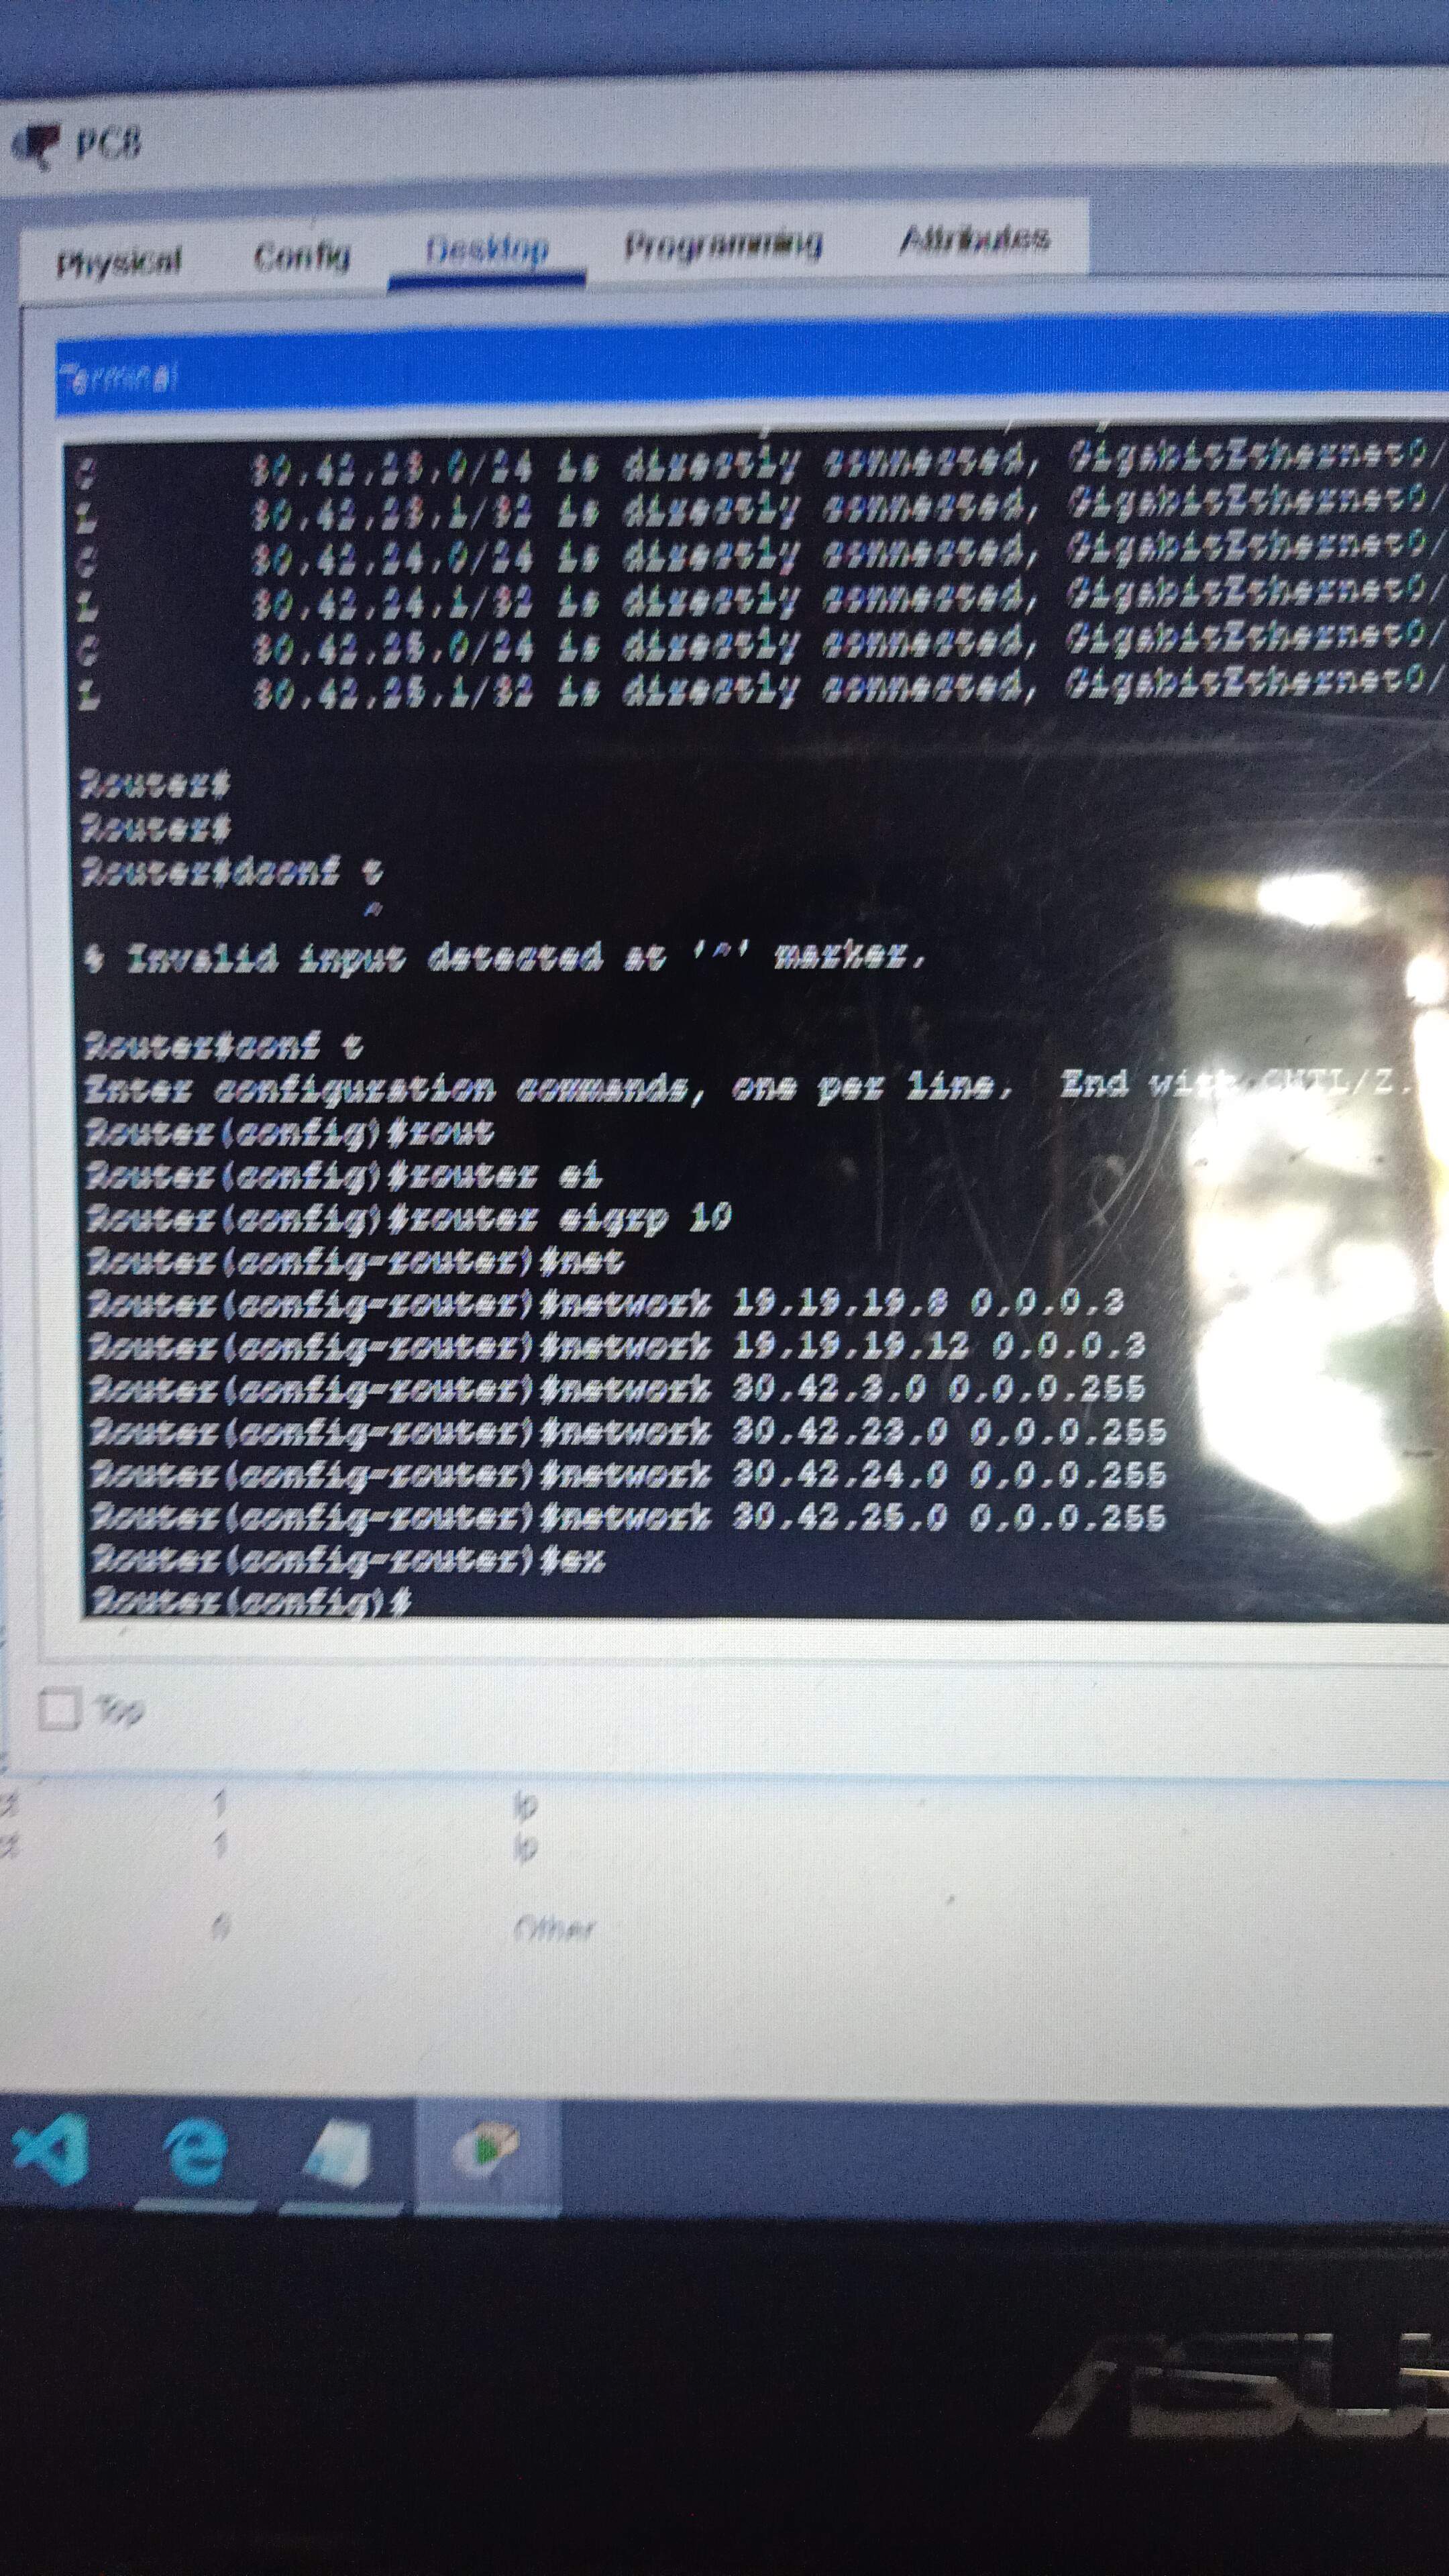 PC8
Physical Config Desktop Programming Attributes
Terminal
C 30.42.23.0/24 is directly connected, GigabitEthernet0/
L 30.42.23.1/32 is directly connected, GigabitEthernet0/
C 30.42.24.0/24 is directly connected, GigabitEthernet0/
L 30.42.24.1/32 is directly connected, GigabitEthernet0/
C 30.42.25.0/24 is directly connected, GigabitEthernet0/
L 30.42.25.1/32 is directly connected, GigabitEthernet0/
Router#
Router#
Router#dconf t
^
% Invalid input detected at '^' marker.
Router#conf t
Enter configuration commands, one per line. End with CNTL/Z.
Router(config)#rout
Router(config)#router ei
Router(config)#router eigrp 10
Router(config-router)#net
Router(config-router)#network 19.19.19.8 0.0.0.3
Router(config-router)#network 19.19.19.12 0.0.0.3
Router(config-router)#network 30.42.3.0 0.0.0.255
Router(config-router)#network 30.42.23.0 0.0.0.255
Router(config-router)#network 30.42.24.0 0.0.0.255
Router(config-router)#network 30.42.25.0 0.0.0.255
Router(config-router)#ex
Router(config)#
Top
1 Ip
1 Ip
Other
ASUS